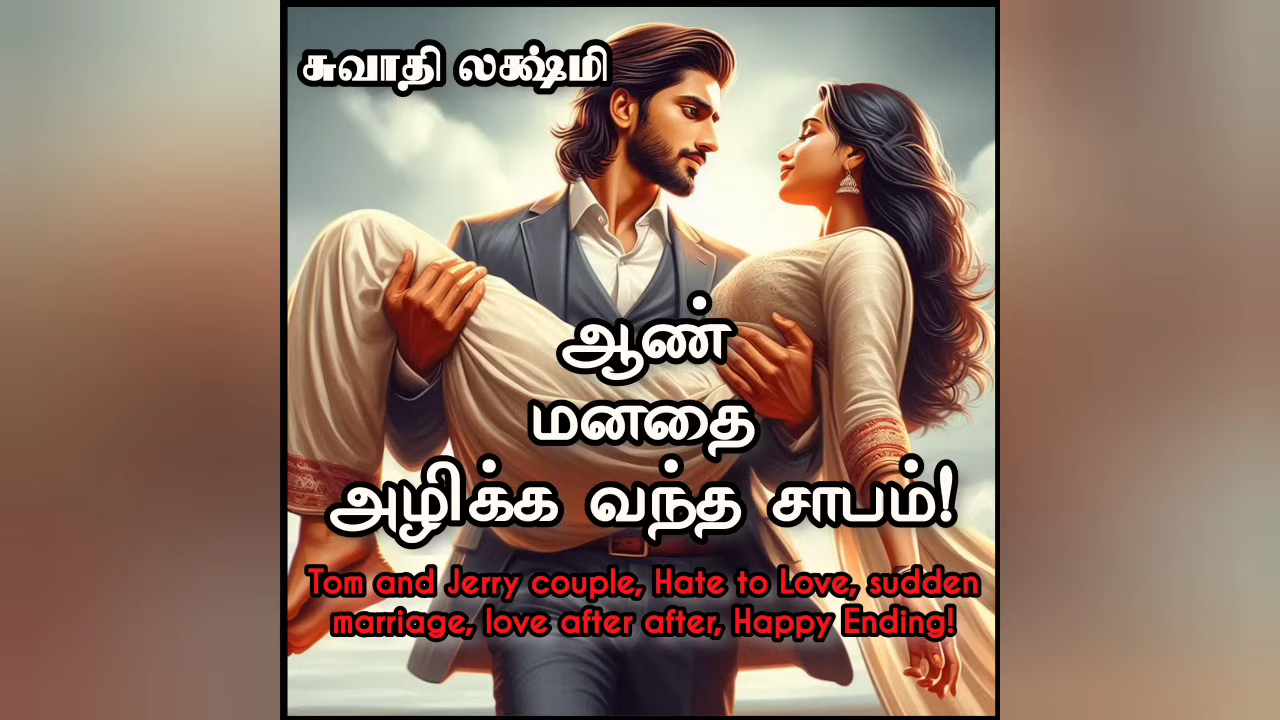 சுவாதி லக்ஷ்மி
ஆண்
மனதை
அழிக்க வந்த சாபம்!
Tom and Jerry couple, Hate to Love, sudden
marriage, love after after, Happy Ending!